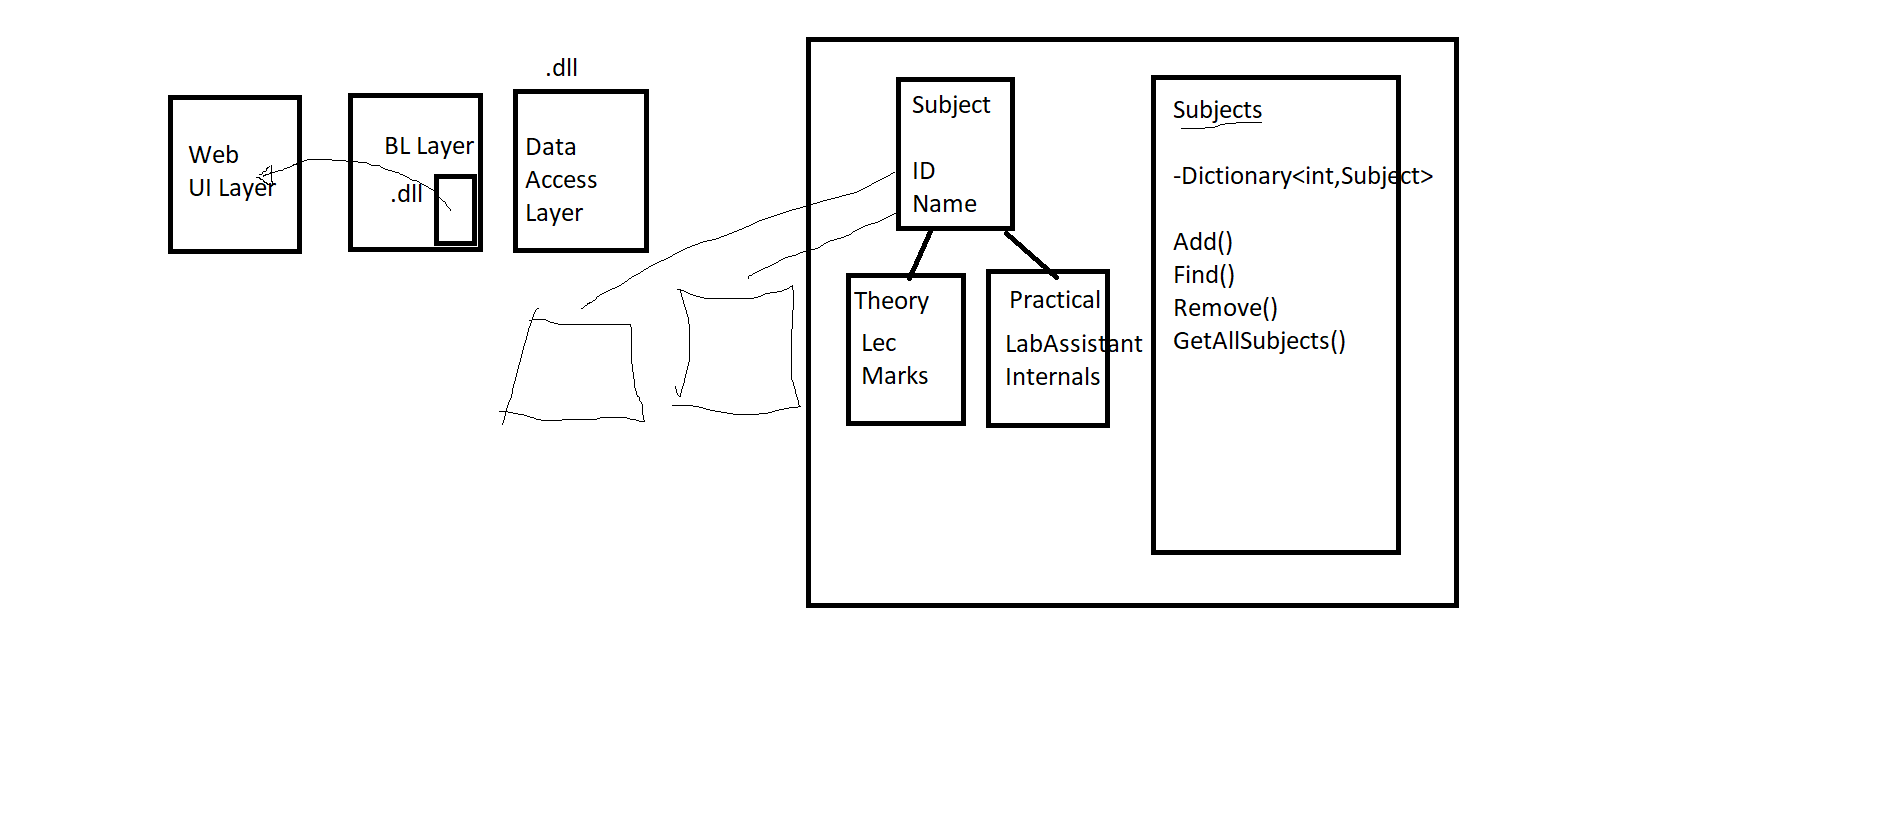 Web
UI Layer
BL Layer
.dll
.dll
Data
Access
Layer
Subject
ID
Name
Theory
Lec
Marks
Practical
LabAssistant
Internals
Subjects
-Dictionary<int,Subject>
Add()
Find()
Remove()
GetAllSubjects()